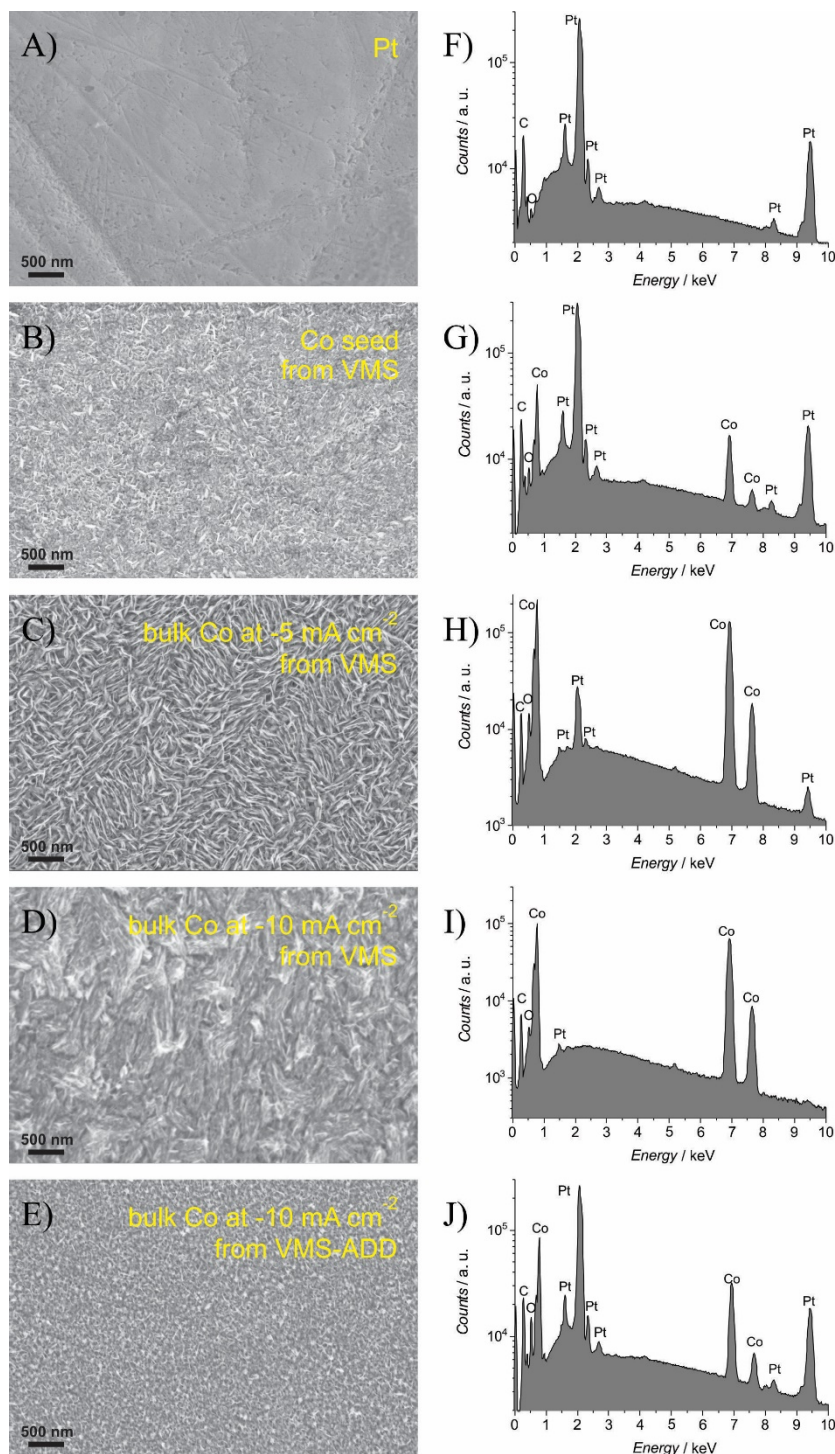 A)
Pt
500 nm
F)
Counts / a. u.
10⁵
10⁴
C
O
Pt
Pt
Pt
Pt
Pt
Pt
0 1 2 3 4 5 6 7 8 9 10
Energy / keV
B)
Co seed
from VMS
500 nm
G)
Counts / a. u.
10⁵
10⁴
C
O
Co
Pt
Pt
Pt
Pt
Co
Co
Pt
Pt
0 1 2 3 4 5 6 7 8 9 10
Energy / keV
C)
bulk Co at -5 mA cm⁻²
from VMS
500 nm
H)
Counts / a. u.
10⁵
10⁴
10³
C
O
Co
Pt
Pt
Pt
Co
Co
Pt
0 1 2 3 4 5 6 7 8 9 10
Energy / keV
D)
bulk Co at -10 mA cm⁻²
from VMS
500 nm
I)
Counts / a. u.
10⁵
10⁴
10³
C
O
Co
Pt
Co
Co
0 1 2 3 4 5 6 7 8 9 10
Energy / keV
E)
bulk Co at -10 mA cm⁻²
from VMS-ADD
500 nm
J)
Counts / a. u.
10⁵
10⁴
C
O
Co
Pt
Pt
Pt
Pt
Co
Co
Pt
Pt
0 1 2 3 4 5 6 7 8 9 10
Energy / keV